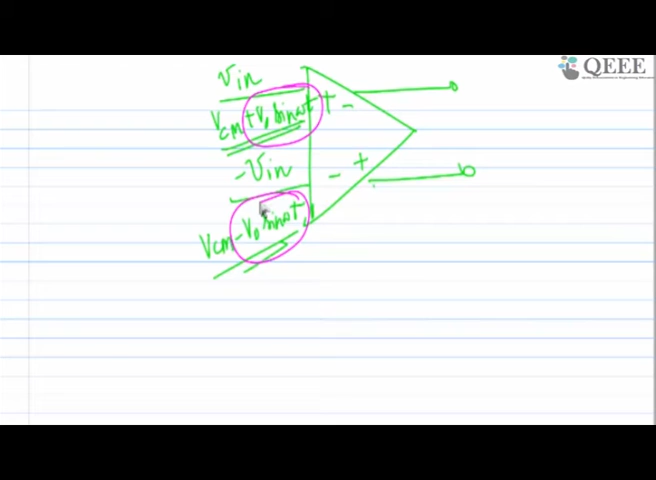 QEEE
Vin
Vcm + V₀ sinωt + -
-Vin
- +
Vcm - V₀ sinωt